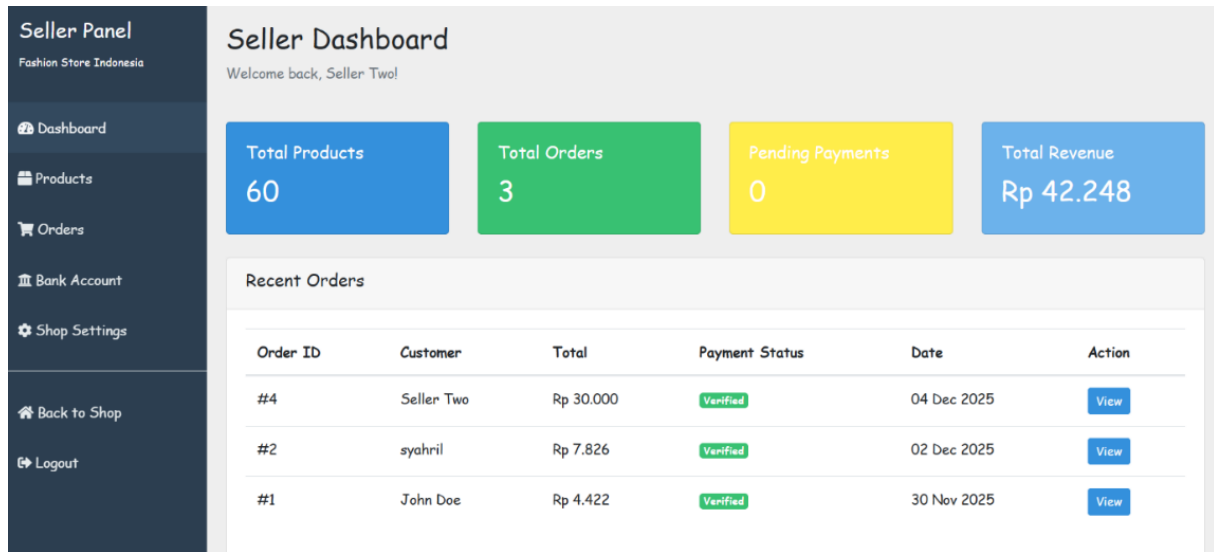 Seller Panel
Fashion Store Indonesia
Dashboard
Products
Orders
Bank Account
Shop Settings
Back to Shop
Logout
Seller Dashboard
Welcome back, Seller Two!
Total Products
60
Total Orders
3
Pending Payments
0
Total Revenue
Rp 42.248
Recent Orders
Order ID Customer Total Payment Status Date Action
#4 Seller Two Rp 30.000 Verified 04 Dec 2025 View
#2 syahril Rp 7.826 Verified 02 Dec 2025 View
#1 John Doe Rp 4.422 Verified 30 Nov 2025 View